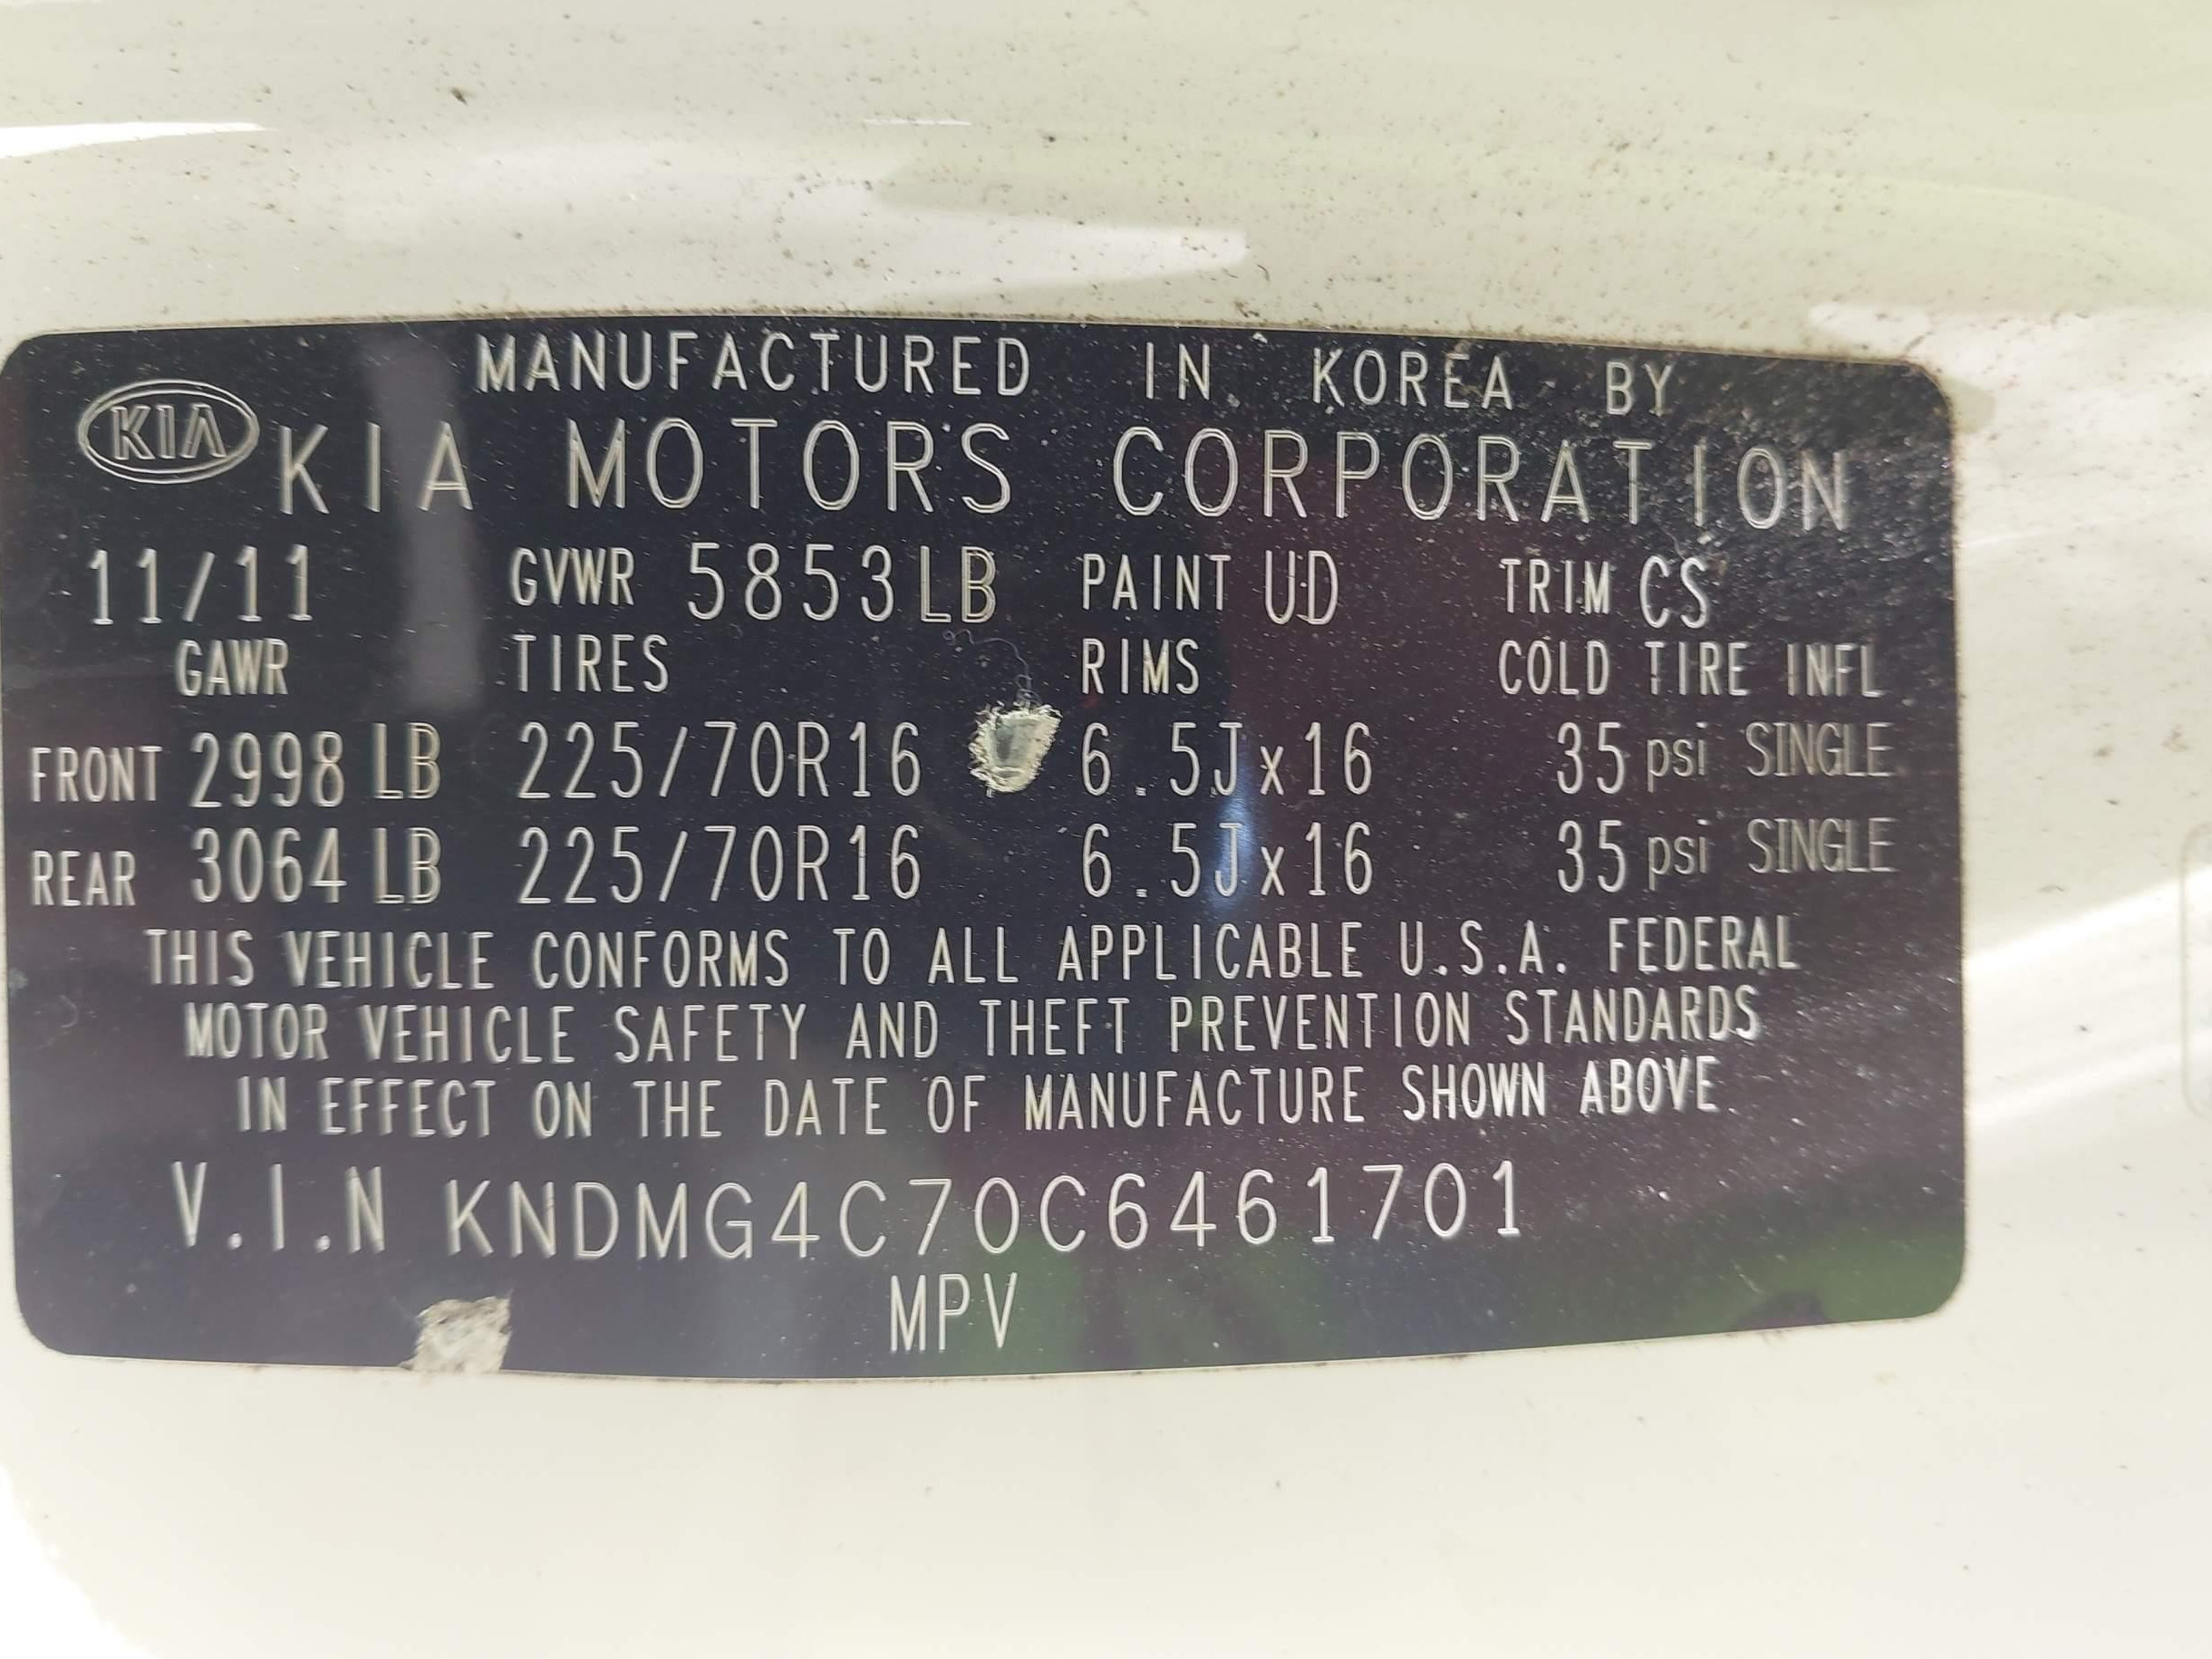 MANUFACTURED IN KOREA BY
KIA KIA MOTORS CORPORATION
11/11 GVWR 5853LB PAINT UD TRIM CS
GAWR TIRES RIMS COLD TIRE INFL
FRONT 2998 LB 225/70R16 6.5Jx16 35 psi SINGLE
REAR 3064 LB 225/70R16 6.5Jx16 35 psi SINGLE
THIS VEHICLE CONFORMS TO ALL APPLICABLE U.S.A. FEDERAL
MOTOR VEHICLE SAFETY AND THEFT PREVENTION STANDARDS
IN EFFECT ON THE DATE OF MANUFACTURE SHOWN ABOVE.
V.I.N KNDMG4C70C6461701
MPV